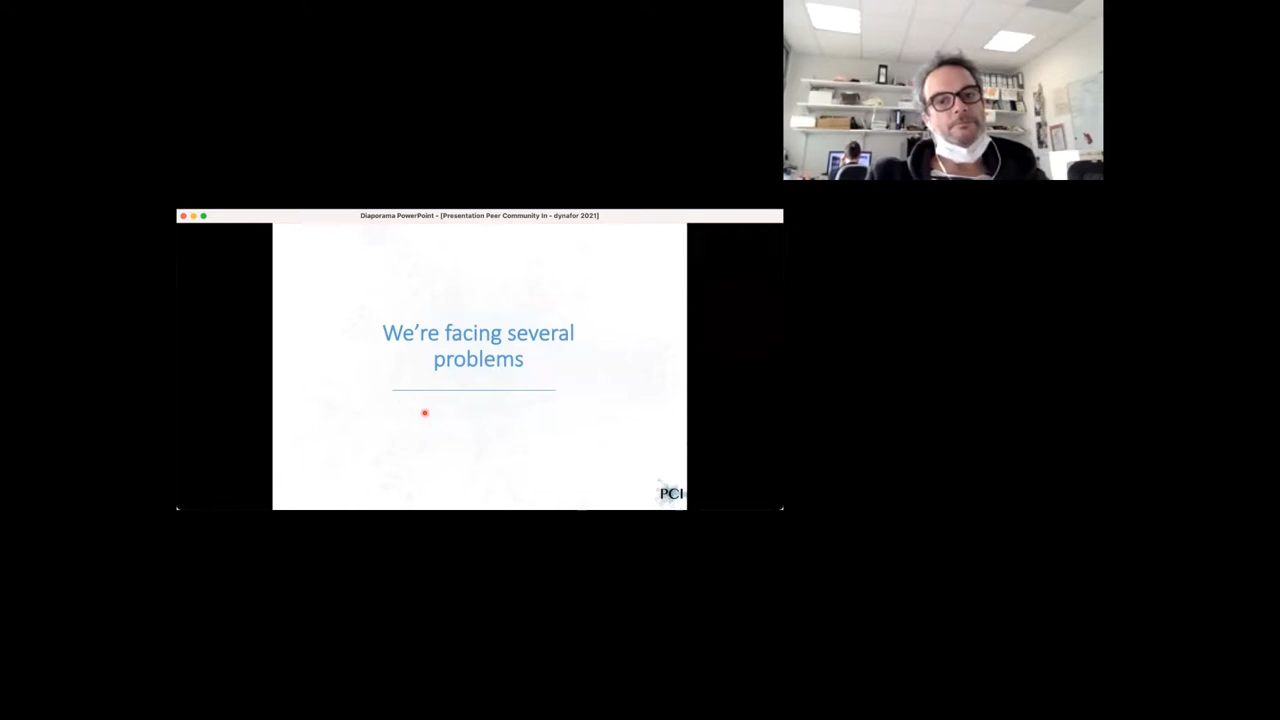 Diaporama PowerPoint - [Presentation Peer Community In - dynafor 2021]
We're facing several
problems
PCI